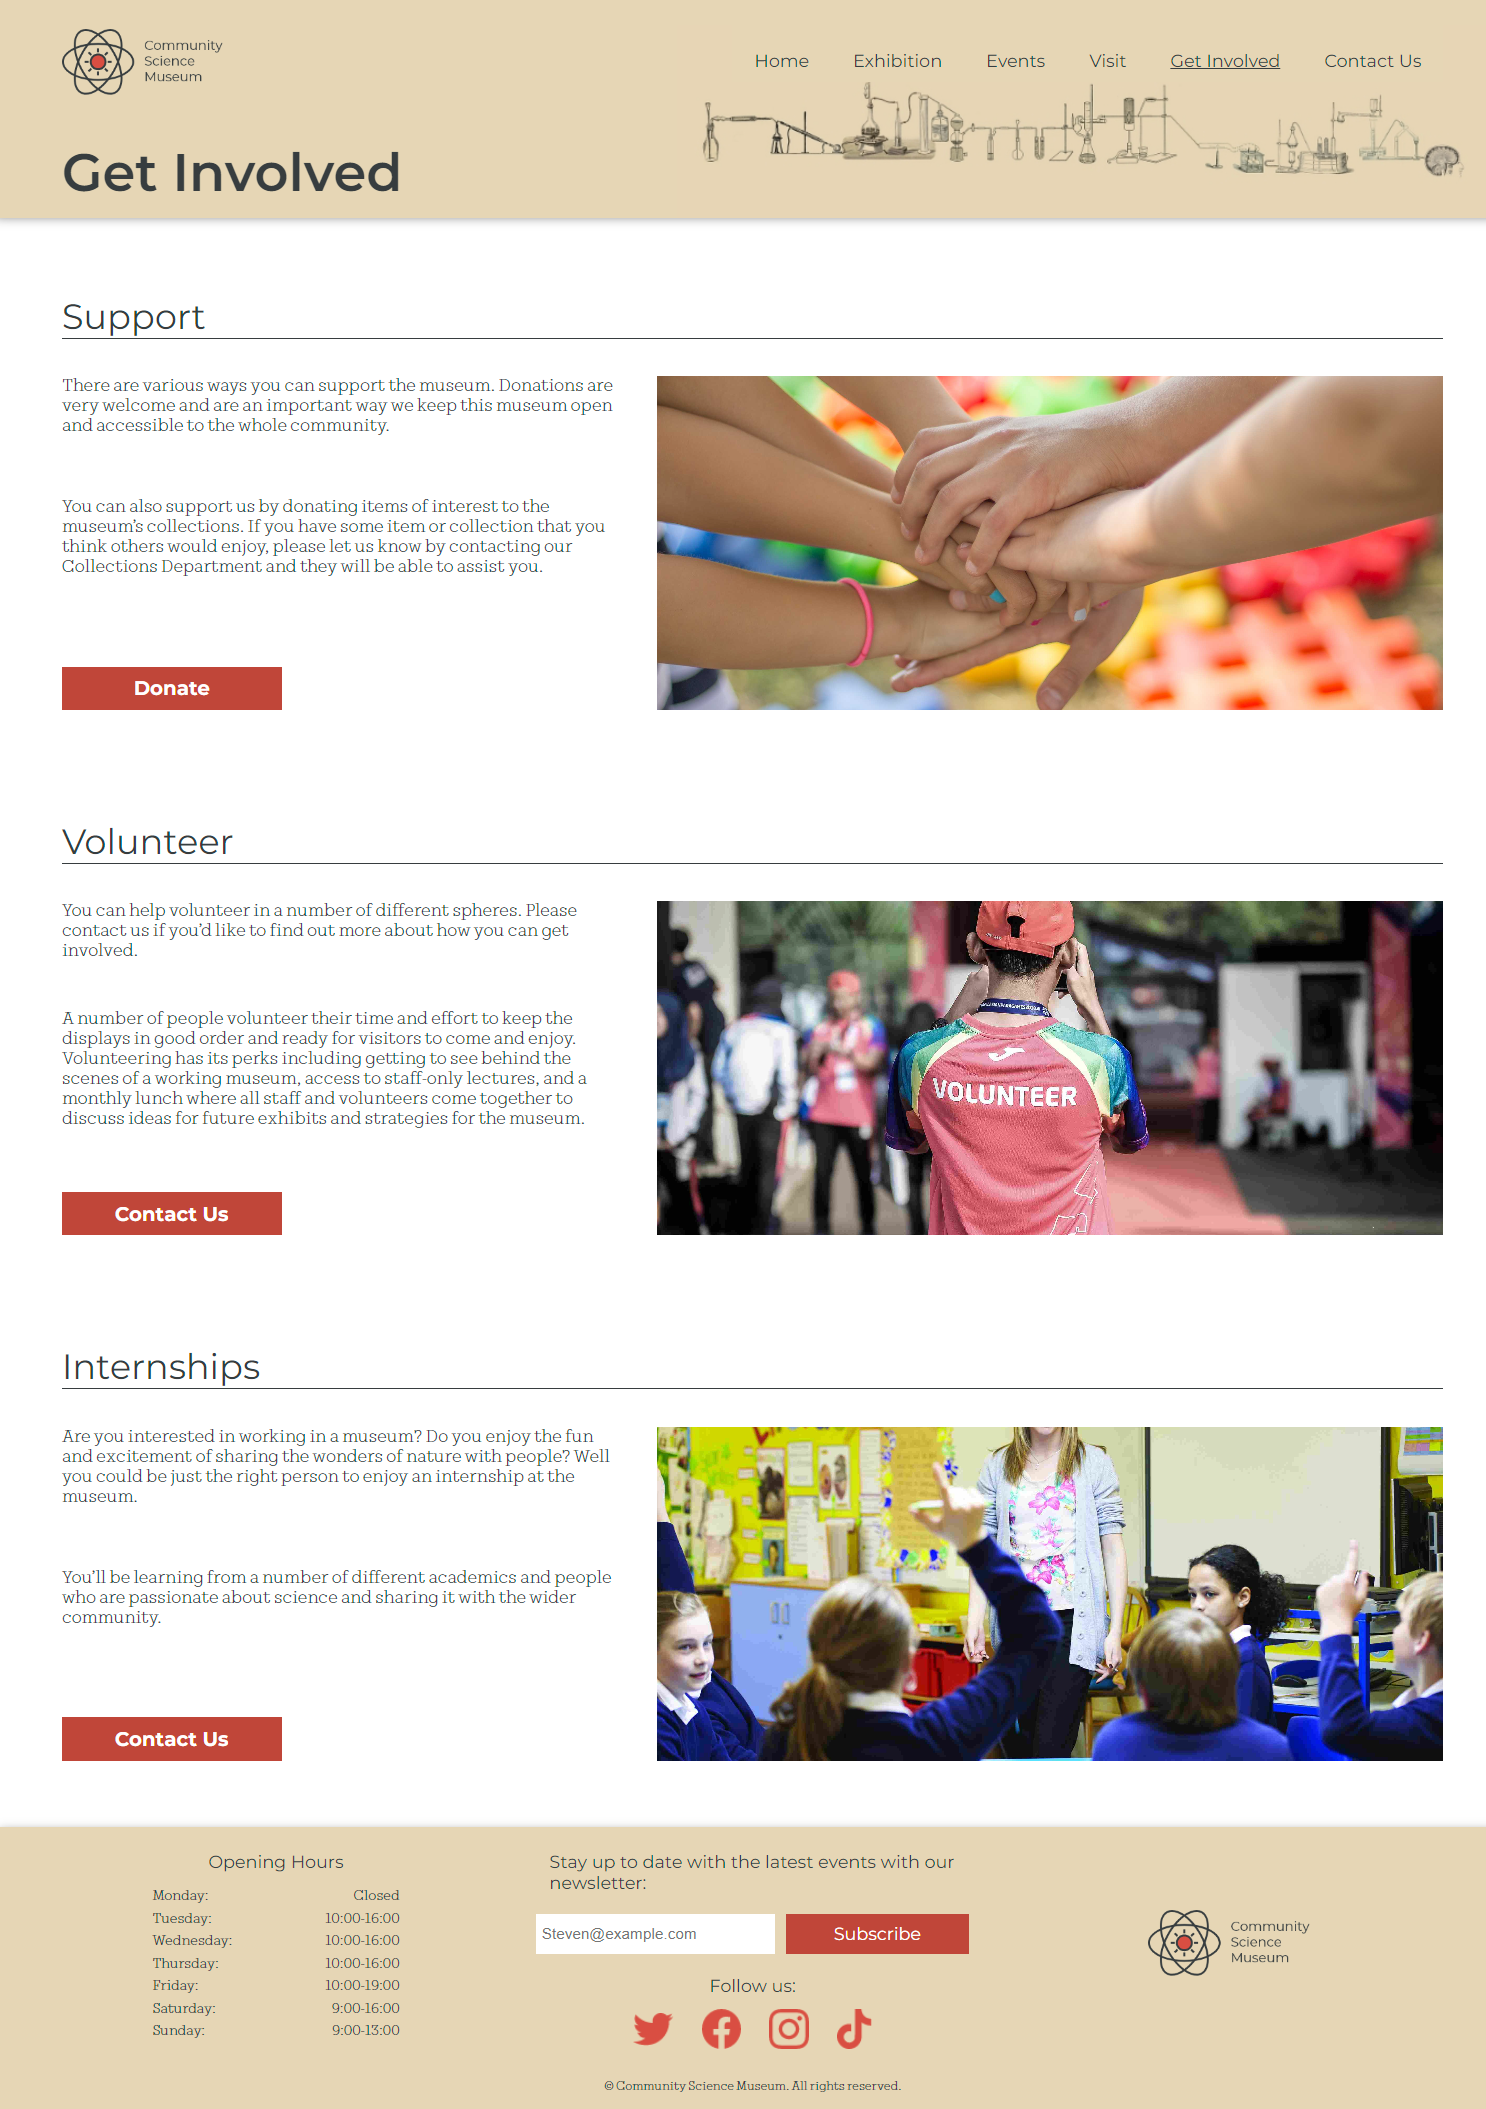 Community
Science
Museum
Home Exhibition Events Visit Get Involved Contact Us
Get Involved
Support
There are various ways you can support the museum. Donations are
very welcome and are an important way we keep this museum open
and accessible to the whole community.
You can also support us by donating items of interest to the
museum's collections. If you have some item or collection that you
think others would enjoy, please let us know by contacting our
Collections Department and they will be able to assist you.
Donate
Volunteer
You can help volunteer in a number of different spheres. Please
contact us if you'd like to find out more about how you can get
involved.
A number of people volunteer their time and effort to keep the
displays in good order and ready for visitors to come and enjoy.
Volunteering has its perks including getting to see behind the
scenes of a working museum, access to staff-only lectures, and a
monthly lunch where all staff and volunteers come together to
discuss ideas for future exhibits and strategies for the museum.
VOLUNTEER
Contact Us
Internships
Are you interested in working in a museum? Do you enjoy the fun
and excitement of sharing the wonders of nature with people? Well
you could be just the right person to enjoy an internship at the
museum.
You'll be learning from a number of different academics and people
who are passionate about science and sharing it with the wider
community.
Contact Us
Opening Hours
Monday: Closed
Tuesday: 10:00-16:00
Wednesday: 10:00-16:00
Thursday: 10:00-16:00
Friday: 10:00-19:00
Saturday: 9:00-16:00
Sunday: 9:00-13:00
Stay up to date with the latest events with our
newsletter:
Steven@example.com Subscribe
Follow us:
Community
Science
Museum
© Community Science Museum. All rights reserved.